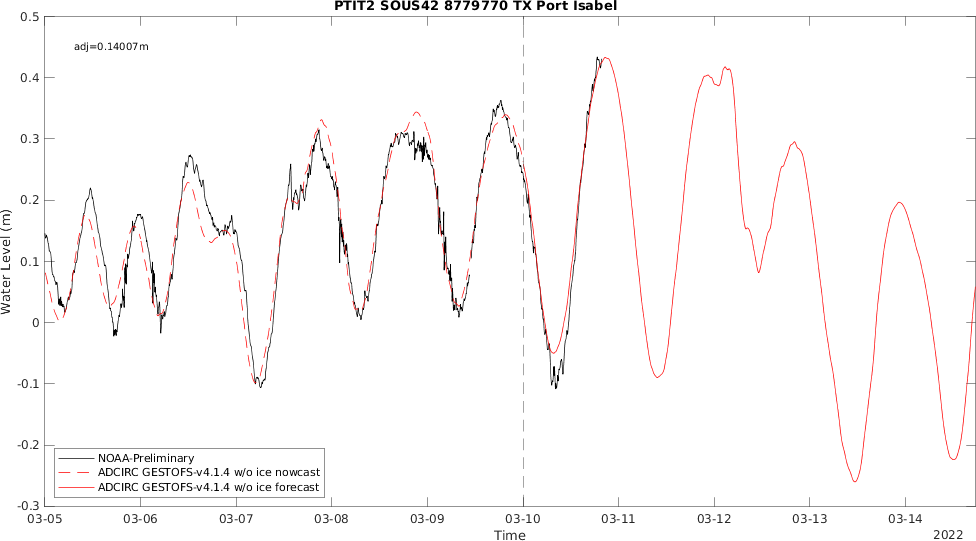 PTIT2 SOUS42 8779770 TX Port Isabel
adj=0.14007m
Water Level (m)
0.5
0.4
0.3
0.2
0.1
0
-0.1
-0.2
-0.3
NOAA-Preliminary
ADCIRC GESTOFS-v4.1.4 w/o ice nowcast
ADCIRC GESTOFS-v4.1.4 w/o ice forecast
03-05 03-06 03-07 03-08 03-09 03-10 03-11 03-12 03-13 03-14
Time
2022